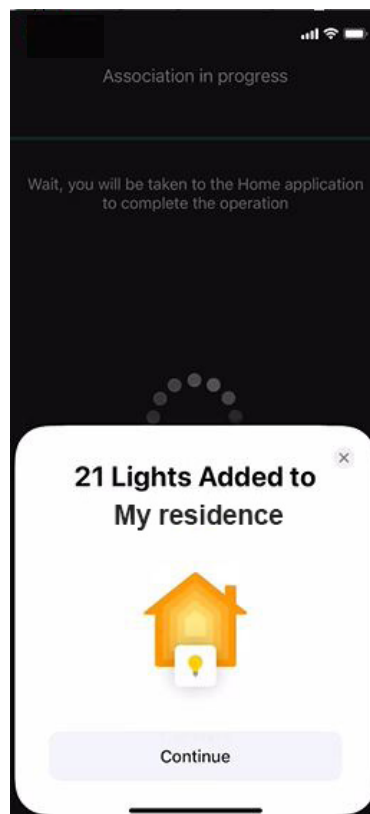 Association in progress
Wait, you will be taken to the Home application
to complete the operation
21 Lights Added to
My residence
Continue